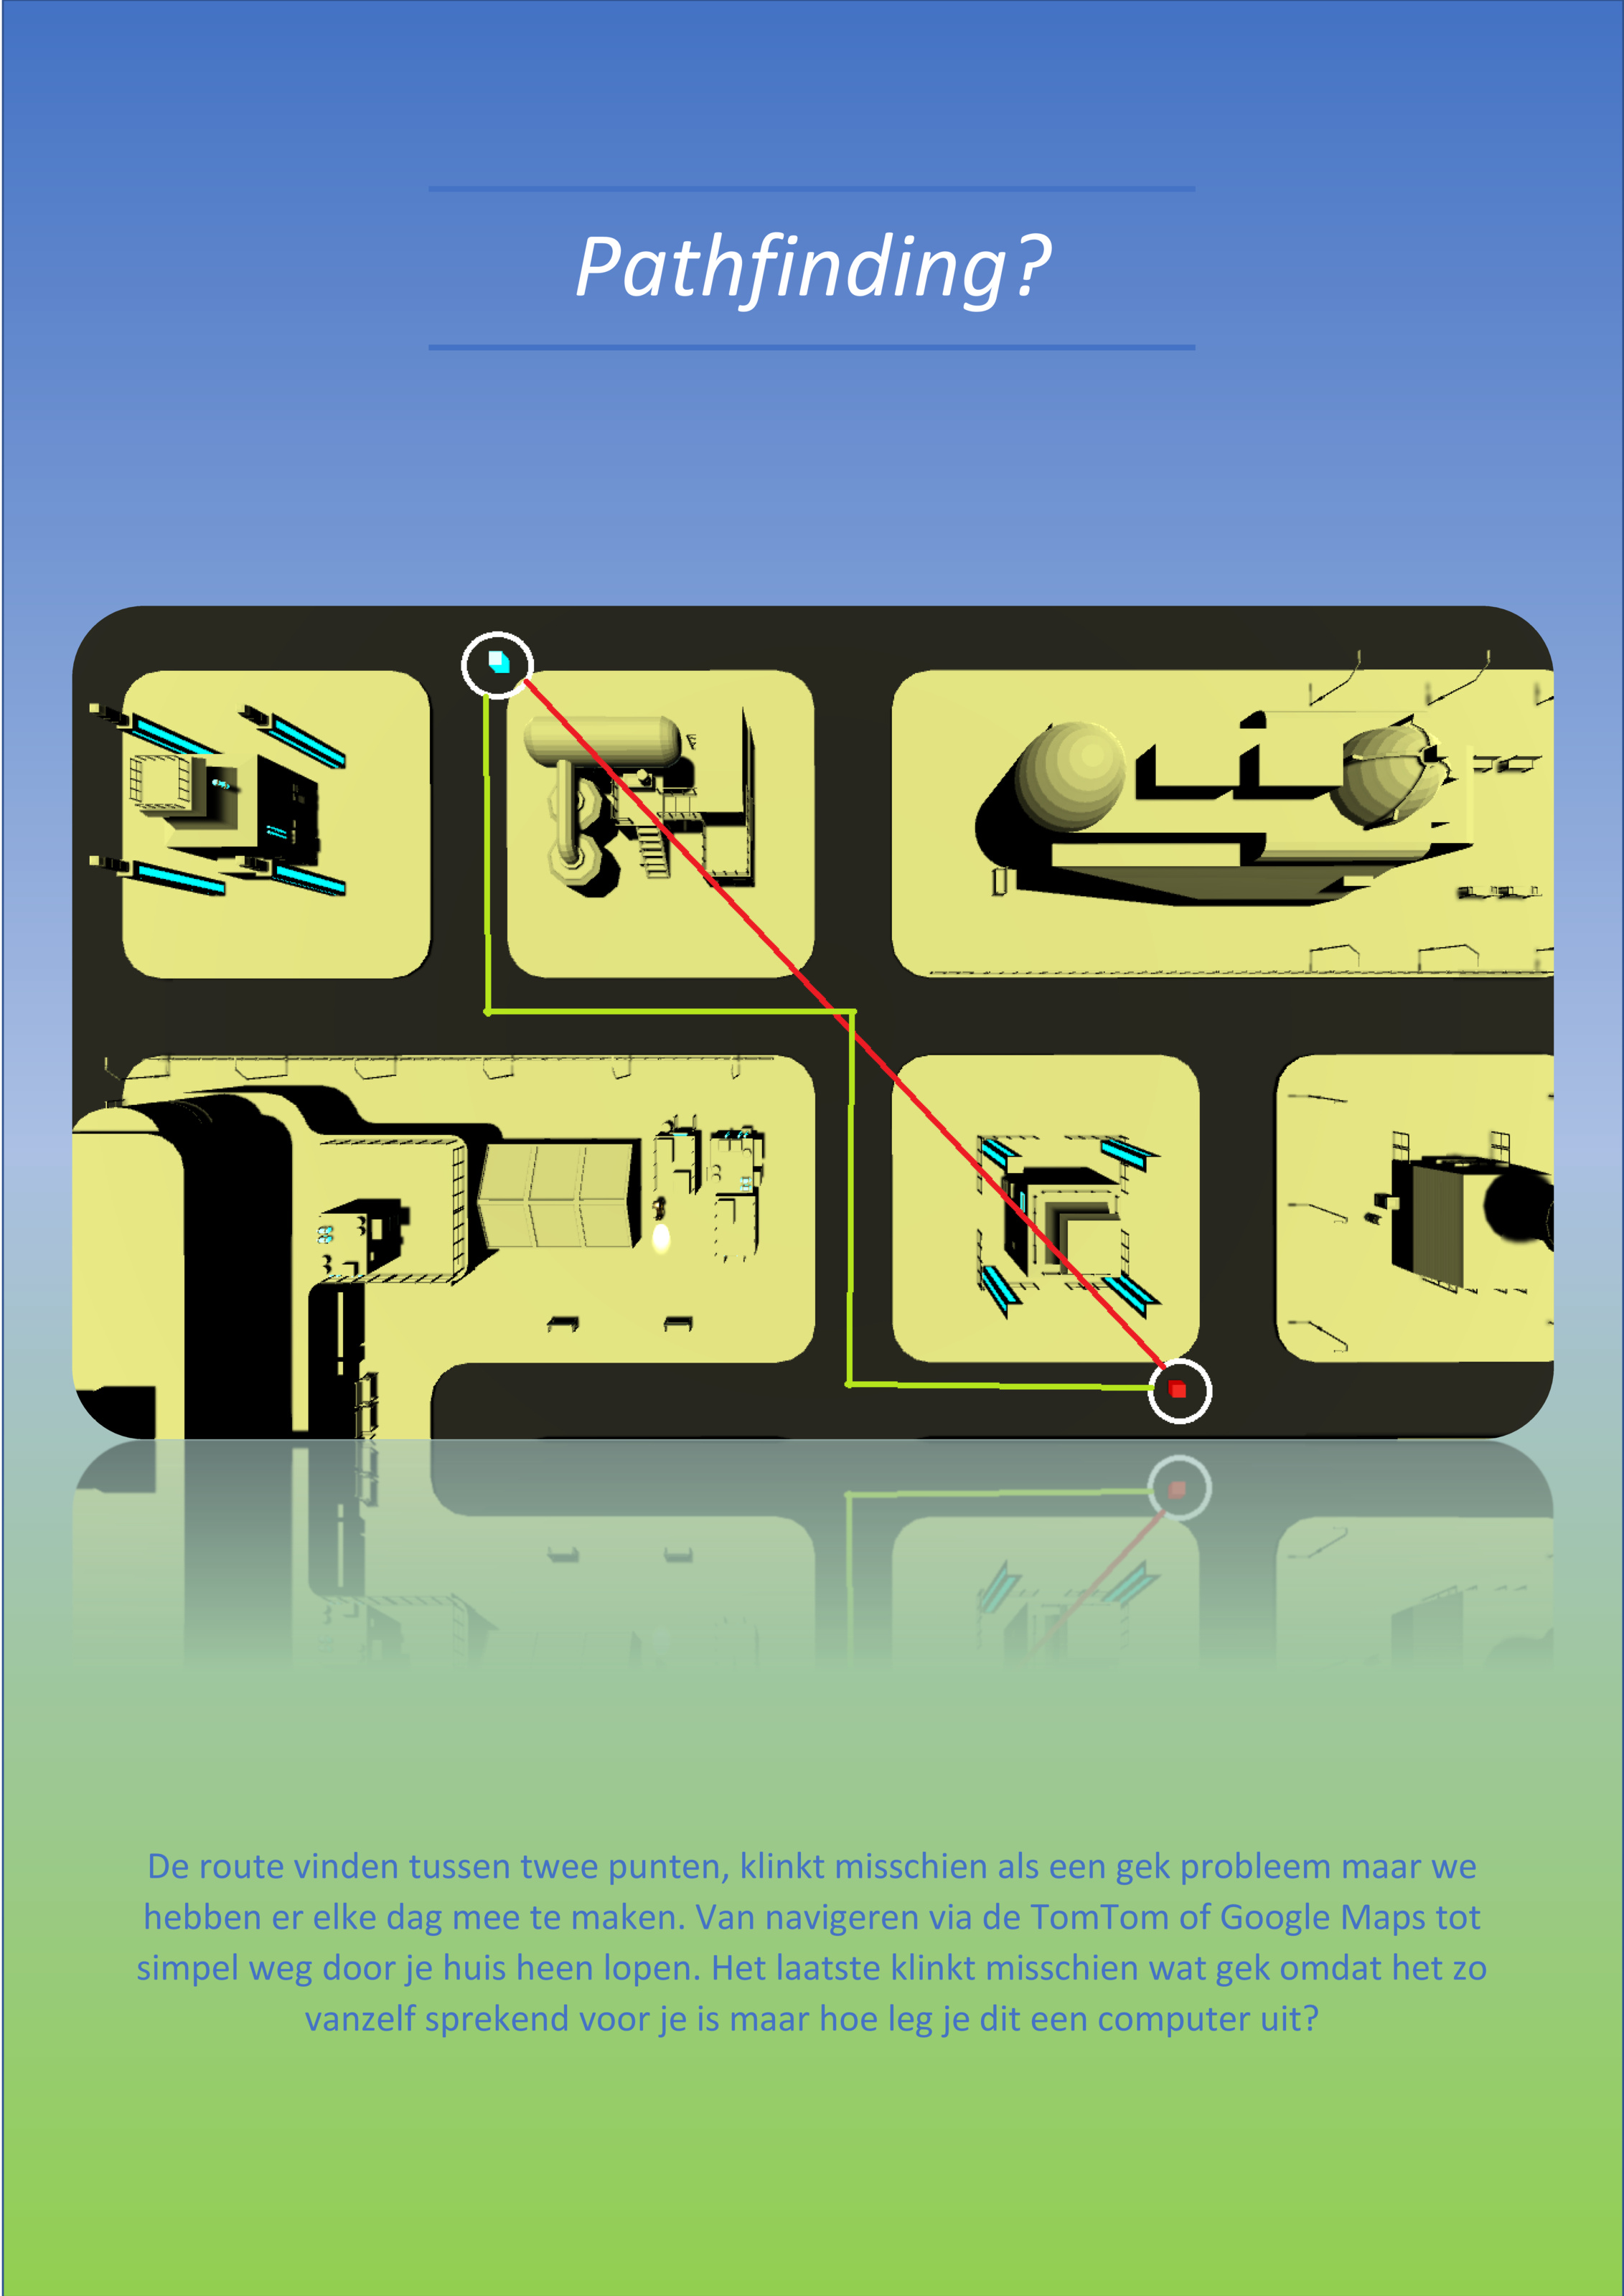 Pathfinding?
De route vinden tussen twee punten, klinkt misschien als een gek probleem maar we
hebben er elke dag mee te maken. Van navigeren via de TomTom of Google Maps tot
simpel weg door je huis heen lopen. Het laatste klinkt misschien wat gek omdat het zo
vanzelf sprekend voor je is maar hoe leg je dit een computer uit?